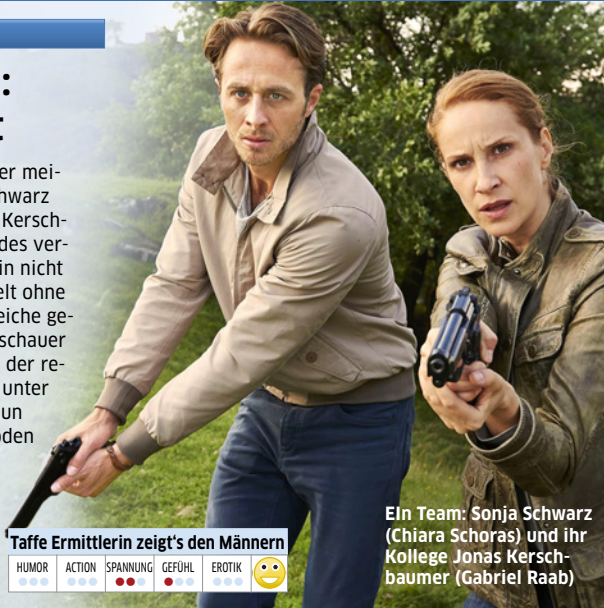 :
er mei-
hwarz
Kersch-
des ver-
in nicht
elt ohne
eiche ge-
schauer
der re-
unter
un
oden
EIn Team: Sonja Schwarz
(Chiara Schoras) und ihr
Kollege Jonas Kersch-
baumer (Gabriel Raab)
Taffe Ermittlerin zeigt's den Männern
HUMOR ACTION SPANNUNG GEFÜHL EROTIK